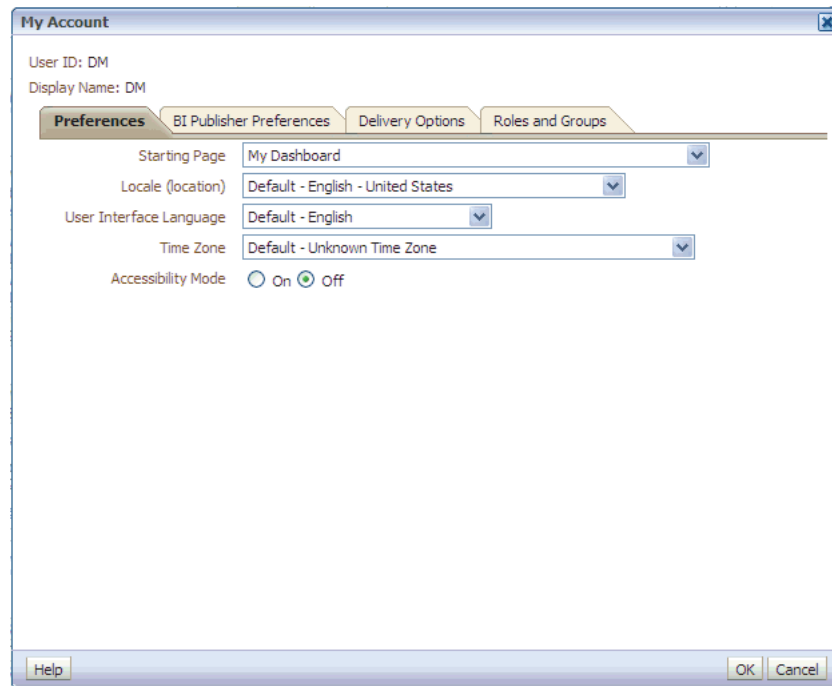 My Account
User ID: DM
Display Name: DM
Preferences BI Publisher Preferences Delivery Options Roles and Groups
Starting Page My Dashboard
Locale (location) Default - English - United States
User Interface Language Default - English
Time Zone Default - Unknown Time Zone
Accessibility Mode On Off
Help OK Cancel